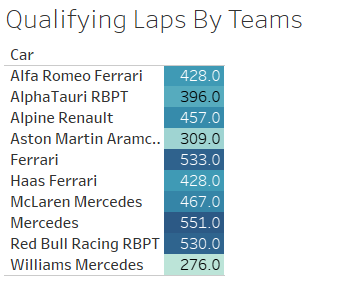 Qualifying Laps By Teams
Car
Alfa Romeo Ferrari 428.0
AlphaTauri RBPT 396.0
Alpine Renault 457.0
Aston Martin Aramc.. 309.0
Ferrari 533.0
Haas Ferrari 428.0
McLaren Mercedes 467.0
Mercedes 551.0
Red Bull Racing RBPT 530.0
Williams Mercedes 276.0